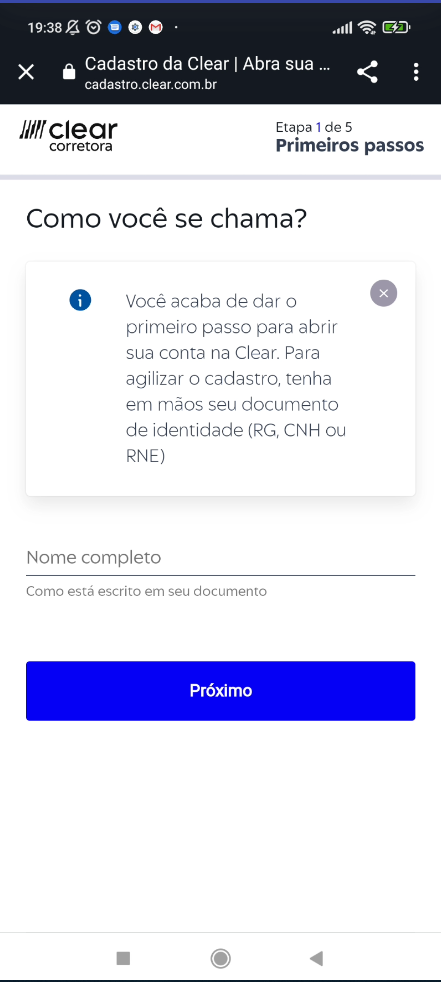 19:38
Cadastro da Clear | Abra sua ...
cadastro.clear.com.br
clear
corretora
Etapa 1 de 5
Primeiros passos
Como você se chama?
Você acaba de dar o
primeiro passo para abrir
sua conta na Clear. Para
agilizar o cadastro, tenha
em mãos seu documento
de identidade (RG, CNH ou
RNE)
Nome completo
Como está escrito em seu documento
Próximo